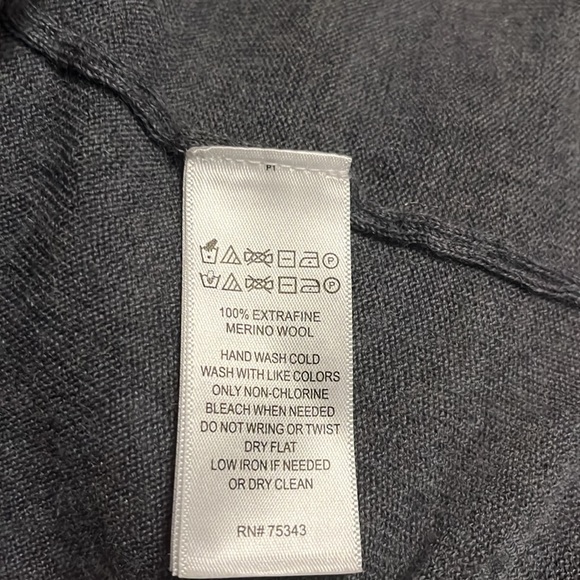 P1
P
P
100% EXTRAFINE
MERINO WOOL
HAND WASH COLD
WASH WITH LIKE COLORS
ONLY NON-CHLORINE
BLEACH WHEN NEEDED
DO NOT WRING OR TWIST
DRY FLAT
LOW IRON IF NEEDED
OR DRY CLEAN
RN# 75343